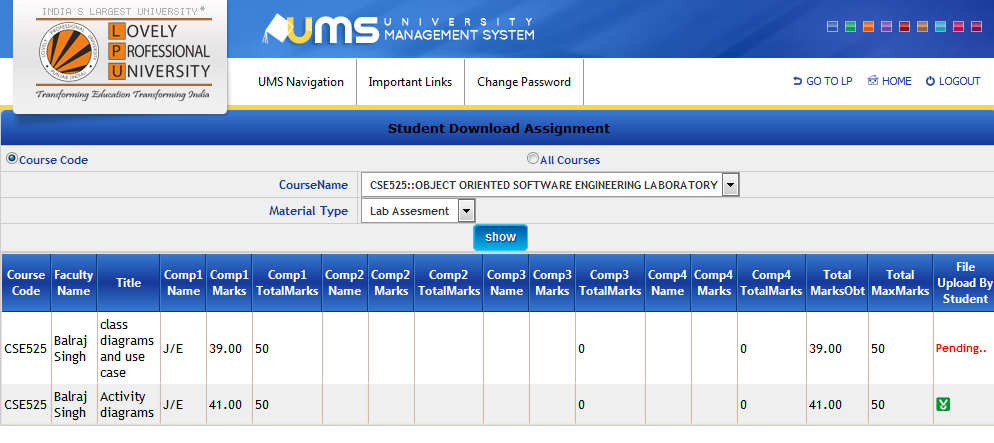 INDIA'S LARGEST UNIVERSITY*
LOVELY
PROFESSIONAL
UNIVERSITY
Transforming Education Transforming India
UMS UNIVERSITY
MANAGEMENT SYSTEM
UMS Navigation Important Links Change Password GO TO LP HOME LOGOUT
Student Download Assignment
Course Code All Courses
CourseName CSE525::OBJECT ORIENTED SOFTWARE ENGINEERING LABORATORY
Material Type Lab Assesment
show
Course Code Faculty Name Title Comp1 Name Comp1 Marks Comp1 TotalMarks Comp2 Name Comp2 Marks Comp2 TotalMarks Comp3 Name Comp3 Marks Comp3 TotalMarks Comp4 Name Comp4 Marks Comp4 TotalMarks Total MarksObt Total MaxMarks File Upload By Student
CSE525 Balraj Singh class diagrams and use case J/E 39.00 50 0 0 39.00 50 Pending..
CSE525 Balraj Singh Activity diagrams J/E 41.00 50 0 0 41.00 50